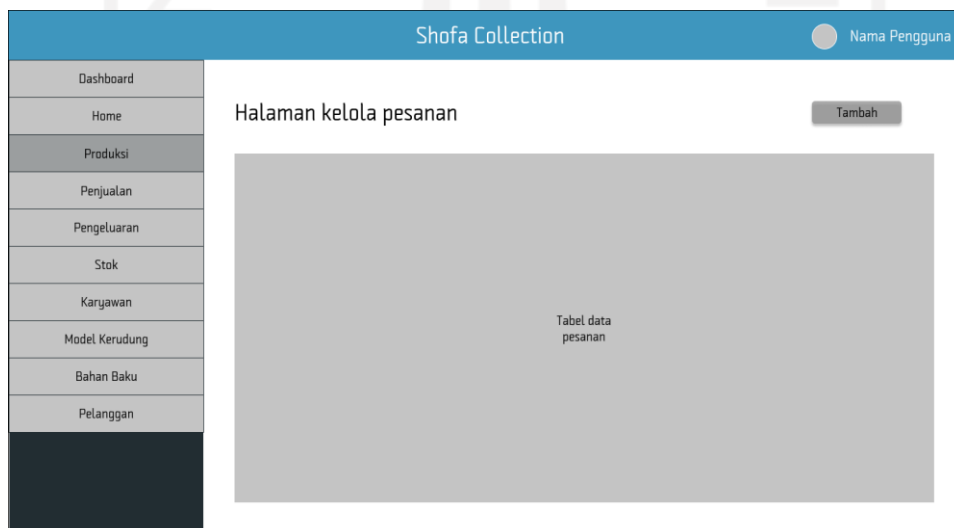 Shofa Collection
Nama Pengguna
Dashboard
Home
Produksi
Penjualan
Pengeluaran
Stok
Karyawan
Model Kerudung
Bahan Baku
Pelanggan
Halaman kelola pesanan
Tambah
Tabel data
pesanan